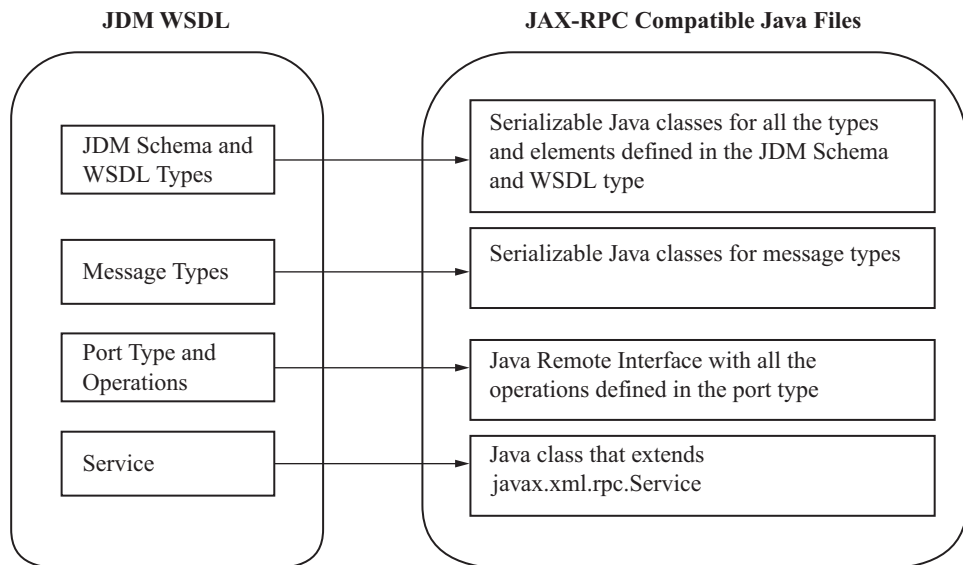 JDM WSDL
JAX-RPC Compatible Java Files
JDM Schema and
WSDL Types
Serializable Java classes for all the types
and elements defined in the JDM Schema
and WSDL type
Message Types
Serializable Java classes for message types
Port Type and
Operations
Java Remote Interface with all the
operations defined in the port type
Service
Java class that extends
javax.xml.rpc.Service